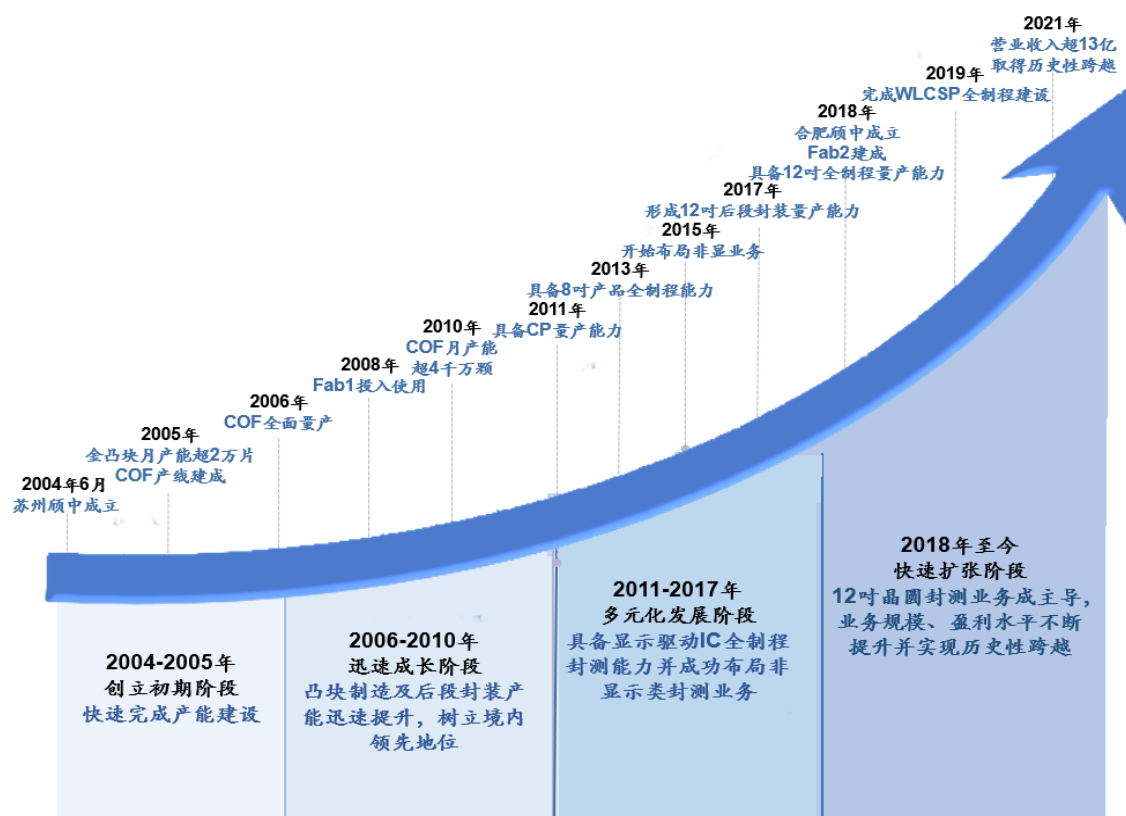 2004年6月
苏州颀中成立
2005年
金凸块月产能超2万片
COF产线建成
2006年
COF全面量产
2008年
Fab1投入使用
2010年
COF月产能
超4千万颗
2011年
具备CP量产能力
2013年
具备8吋产品全制程能力
2015年
开始布局非显业务
2017年
形成12吋后段封装量产能力
2018年
合肥颀中成立
Fab2建成
具备12吋全制程量产能力
2019年
完成WLCSP全制程建设
2021年
营业收入超13亿
取得历史性跨越
2004-2005年
创立初期阶段
快速完成产能建设
2006-2010年
迅速成长阶段
凸块制造及后段封装产
能迅速提升，树立境内
领先地位
2011-2017年
多元化发展阶段
具备显示驱动IC全制程
封测能力并成功布局非
显示类封测业务
2018年至今
快速扩张阶段
12吋晶圆封测业务成主导，
业务规模、盈利水平不断
提升并实现历史性跨越